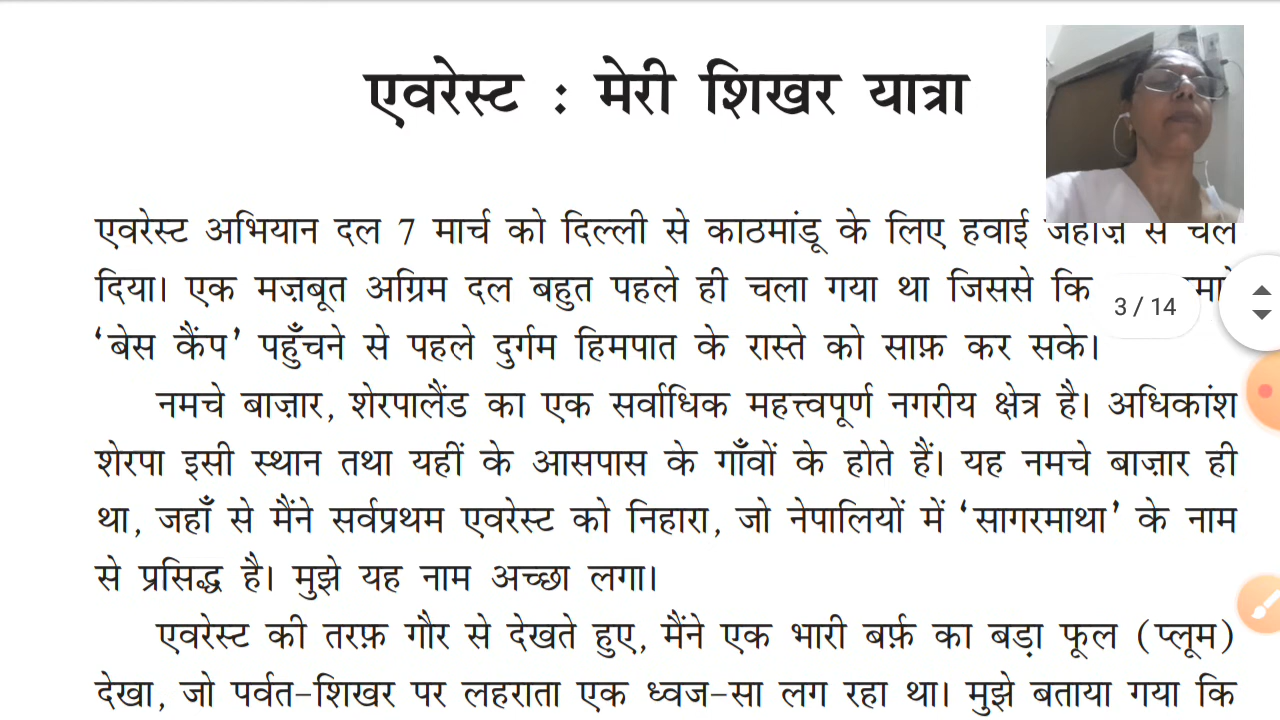 एवरेस्ट : मेरी शिखर यात्रा
एवरेस्ट अभियान दल 7 मार्च को दिल्ली से काठमांडू के लिए हवाई जहाज़ से चल
दिया। एक मज़बूत अग्रिम दल बहुत पहले ही चला गया था जिससे कि
3 / 14
‘बेस कैंप’ पहुँचने से पहले दुर्गम हिमपात के रास्ते को साफ़ कर सके।
नमचे बाज़ार, शेरपालैंड का एक सर्वाधिक महत्त्वपूर्ण नगरीय क्षेत्र है। अधिकांश
शेरपा इसी स्थान तथा यहीं के आसपास के गाँवों के होते हैं। यह नमचे बाज़ार ही
था, जहाँ से मैंने सर्वप्रथम एवरेस्ट को निहारा, जो नेपालियों में ‘सागरमाथा’ के नाम
से प्रसिद्ध है। मुझे यह नाम अच्छा लगा।
एवरेस्ट की तरफ़ गौर से देखते हुए, मैंने एक भारी बर्फ़ का बड़ा फूल (प्लूम)
देखा, जो पर्वत-शिखर पर लहराता एक ध्वज-सा लग रहा था। मुझे बताया गया कि